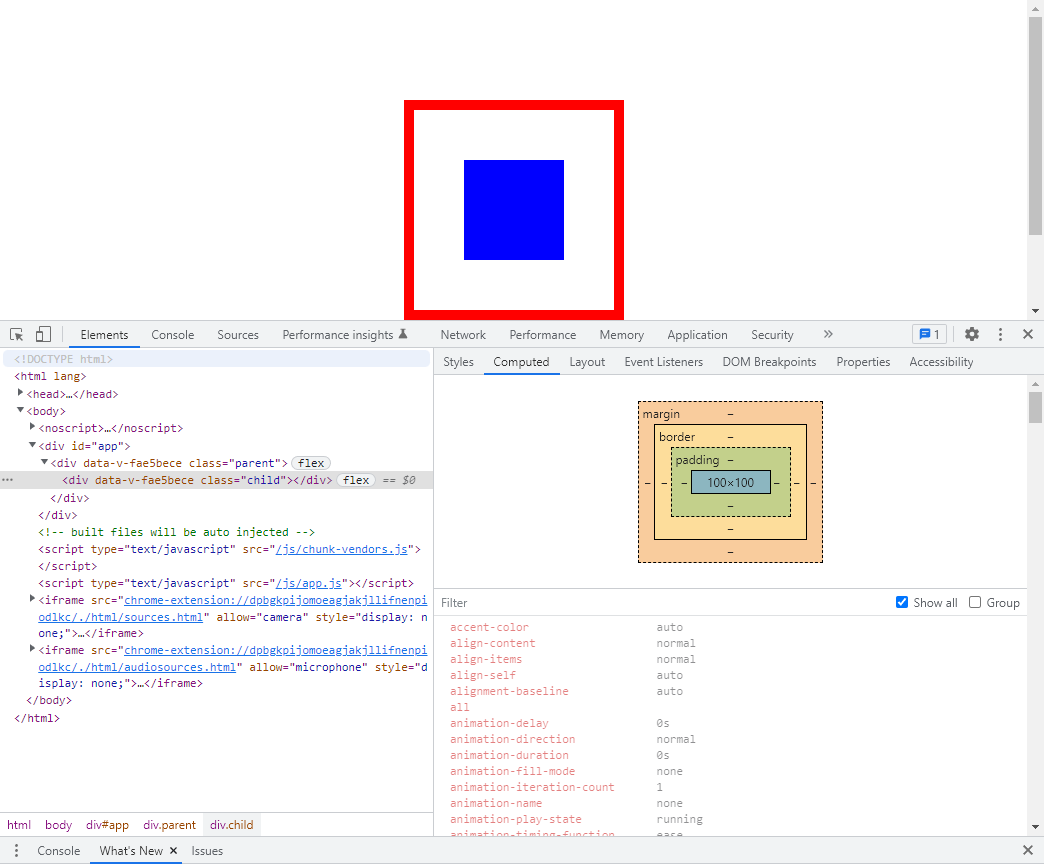 Elements Console Sources Performance insights Network Performance Memory Application Security » 1
<!DOCTYPE html>
<html lang>
<head>…</head>
<body>
<noscript>…</noscript>
<div id="app">
<div data-v-fae5bece class="parent"> flex
… <div data-v-fae5bece class="child"></div> flex == $0
</div>
</div>
<!-- built files will be auto injected -->
<script type="text/javascript" src="/js/chunk-vendors.js">
</script>
<script type="text/javascript" src="/js/app.js"></script>
<iframe src="chrome-extension://dpbgkpijomoeagjakjllifnenpi
odlkc/./html/sources.html" allow="camera" style="display: n
one;">…</iframe>
<iframe src="chrome-extension://dpbgkpijomoeagjakjllifnenpi
odlkc/./html/audiosources.html" allow="microphone" style="d
isplay: none;">…</iframe>
</body>
</html>
html body div#app div.parent div.child
Styles Computed Layout Event Listeners DOM Breakpoints Properties Accessibility
margin –
border –
padding –
– – – 100×100 – – –
–
–
–
Filter Show all Group
accent-color auto
align-content normal
align-items normal
align-self auto
alignment-baseline auto
all
animation-delay 0s
animation-direction normal
animation-duration 0s
animation-fill-mode none
animation-iteration-count 1
animation-name none
animation-play-state running
animation-timing-function ease
Console What's New × Issues